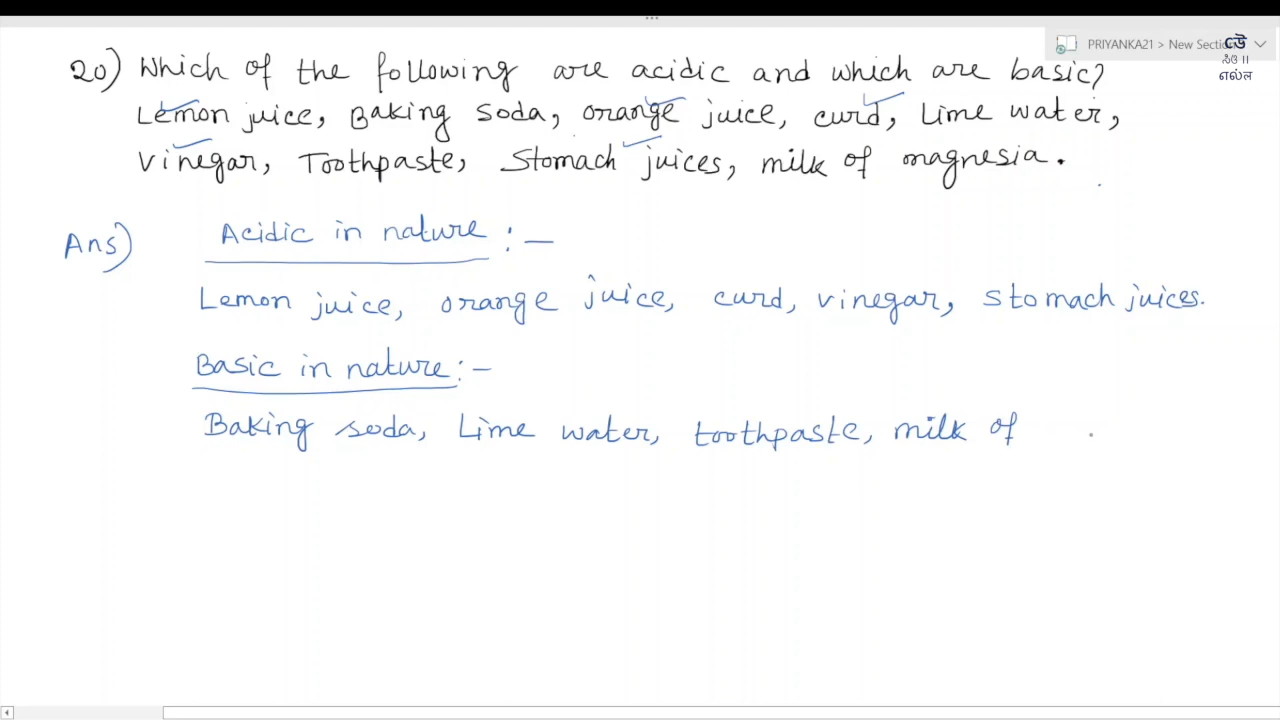 PRIYANKA21 > New Section
20) Which of the following are acidic and which are basic?
Lemon juice, Baking soda, orange juice, curd, Lime water,
Vinegar, Toothpaste, Stomach juices, milk of magnesia.
Ans) Acidic in nature :-
Lemon juice, orange juice, curd, vinegar, stomach juices.
Basic in nature :-
Baking soda, Lime water, toothpaste, milk of